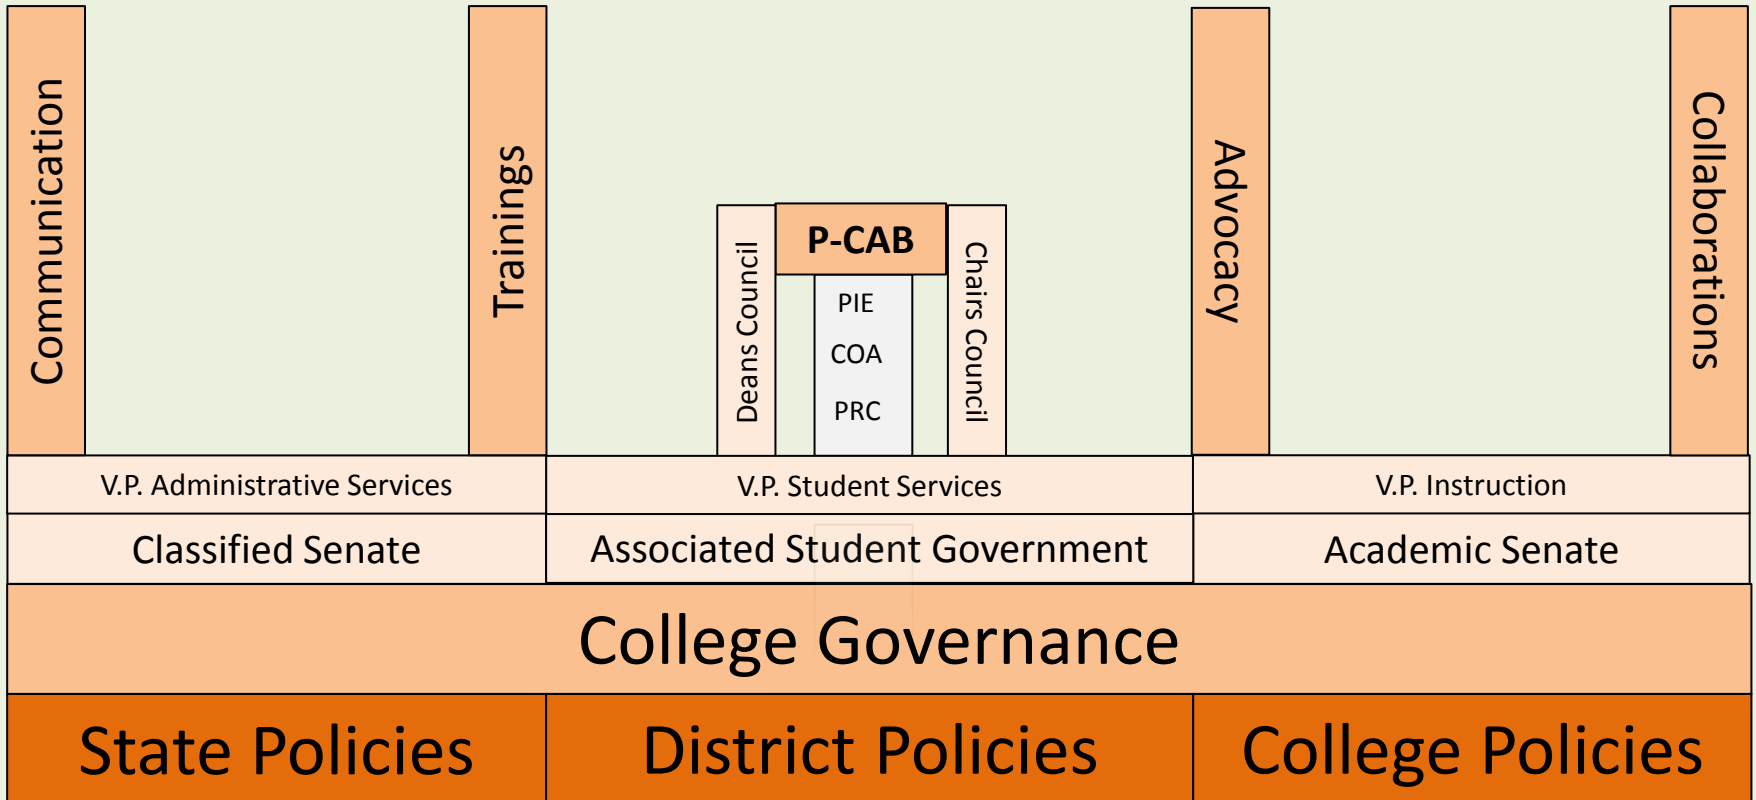 Communication
Trainings
Deans Council
P-CAB
PIE
COA
PRC
Chairs Council
Advocacy
Collaborations
V.P. Administrative Services
V.P. Student Services
V.P. Instruction
Classified Senate
Associated Student Government
Academic Senate
College Governance
State Policies
District Policies
College Policies